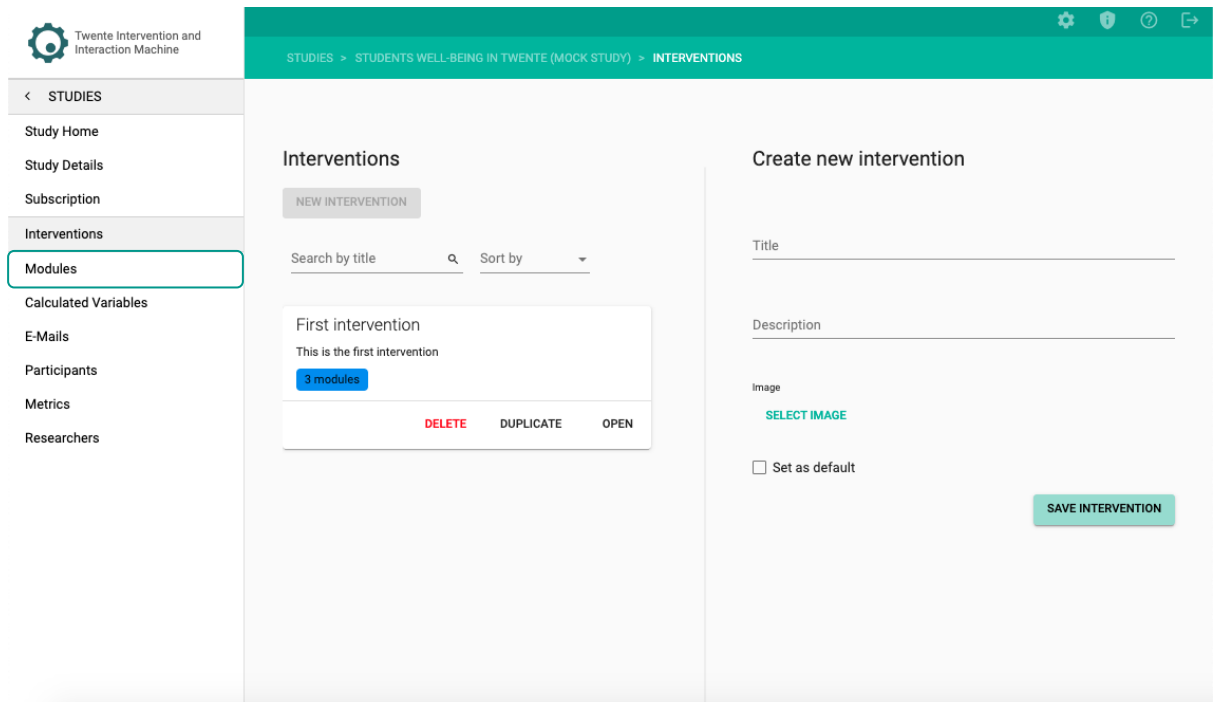 Twente Intervention and
Interaction Machine
STUDIES > STUDENTS WELL-BEING IN TWENTE (MOCK STUDY) > INTERVENTIONS
< STUDIES
Study Home
Study Details
Subscription
Interventions
Modules
Calculated Variables
E-Mails
Participants
Metrics
Researchers
Interventions
NEW INTERVENTION
Search by title
Sort by
First intervention
This is the first intervention
3 modules
DELETE DUPLICATE OPEN
Create new intervention
Title
Description
Image
SELECT IMAGE
Set as default
SAVE INTERVENTION